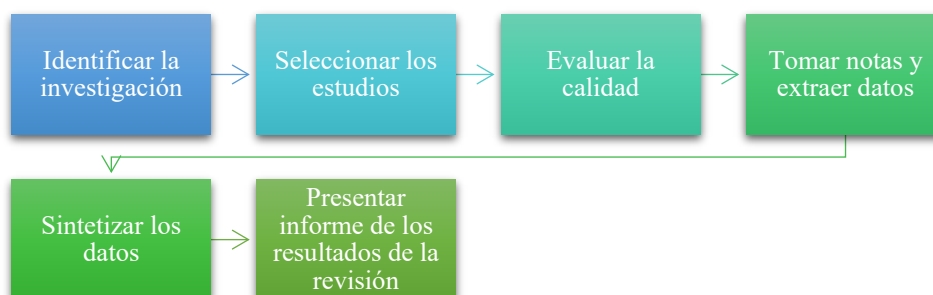 Identificar la
investigación
Seleccionar los
estudios
Evaluar la
calidad
Tomar notas y
extraer datos
Sintetizar los
datos
Presentar
informe de los
resultados de la
revisión